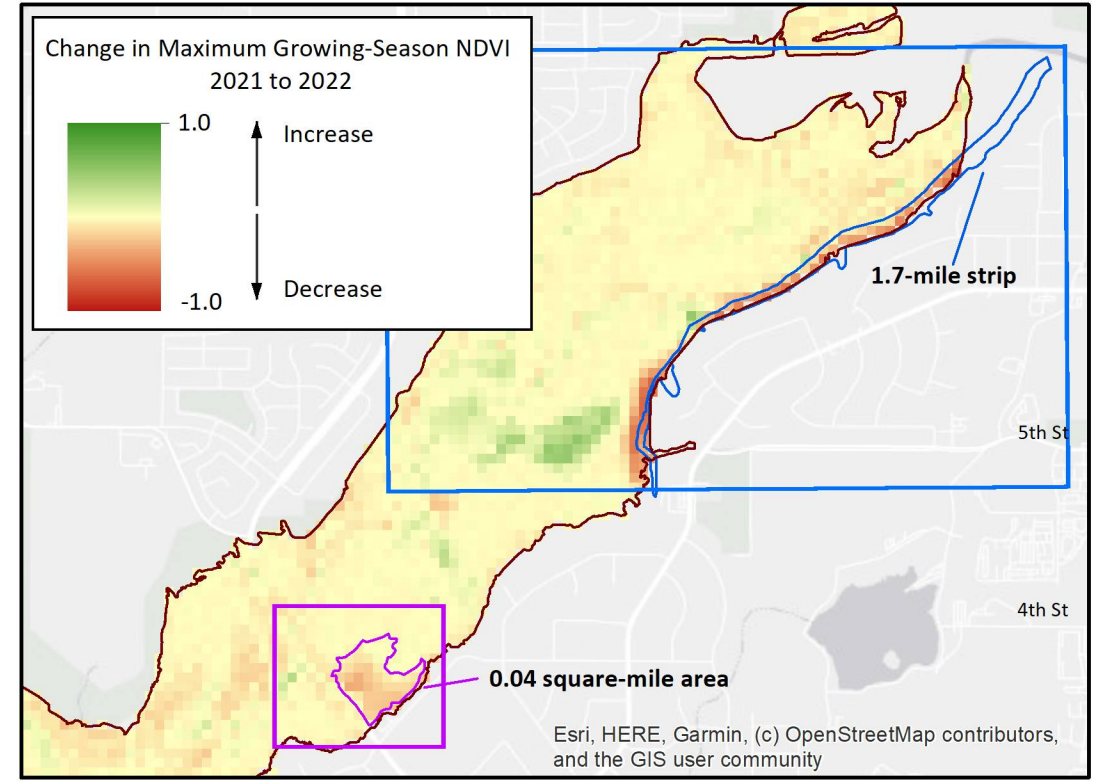 Change in Maximum Growing-Season NDVI
2021 to 2022
1.0
Increase
-1.0
Decrease
1.7-mile strip
5th St
4th St
0.04 square-mile area
Esri, HERE, Garmin, (c) OpenStreetMap contributors,
and the GIS user community